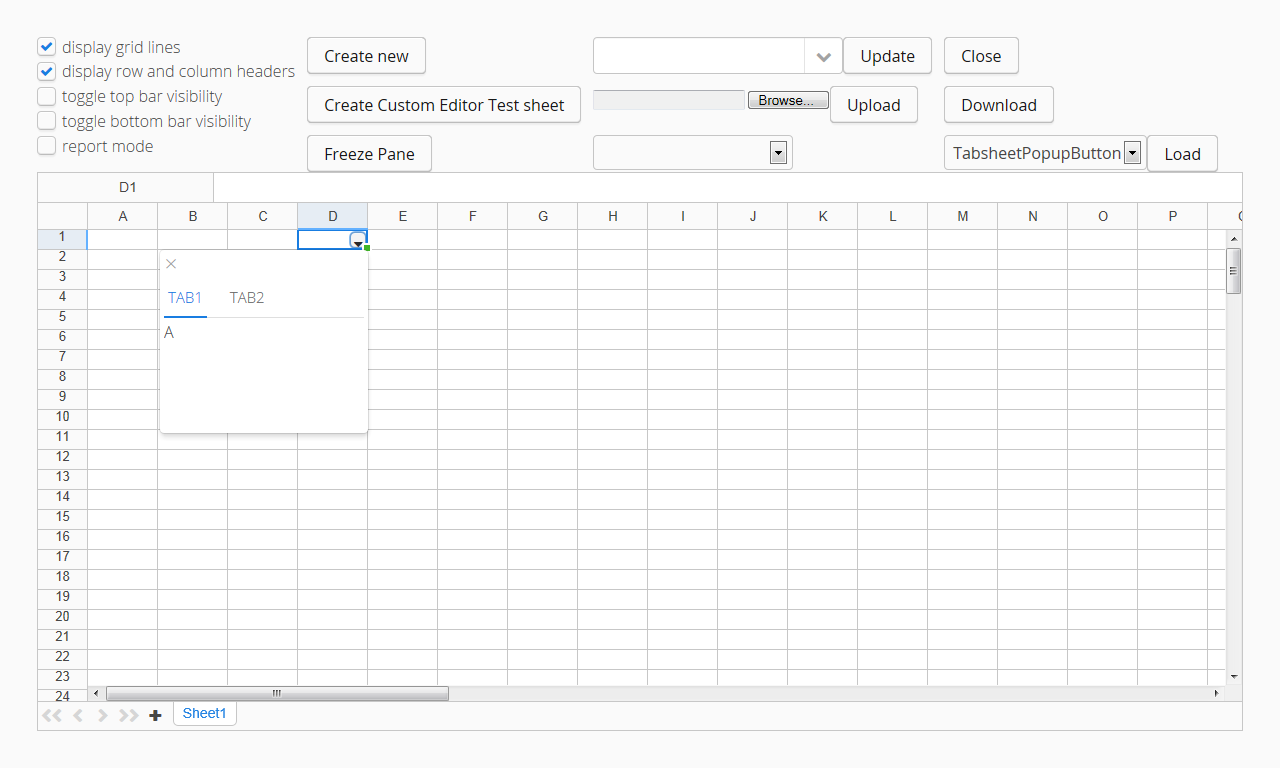 display grid lines
display row and column headers
toggle top bar visibility
toggle bottom bar visibility
report mode
Create new
Update
Close
Create Custom Editor Test sheet
Browse...
Upload
Download
Freeze Pane
TabsheetPopupButton
Load
D1
A B C D E F G H I J K L M N O P
1
2
3
4
5
6
7
8
9
10
11
12
13
14
15
16
17
18
19
20
21
22
23
24
TAB1 TAB2
A
Sheet1